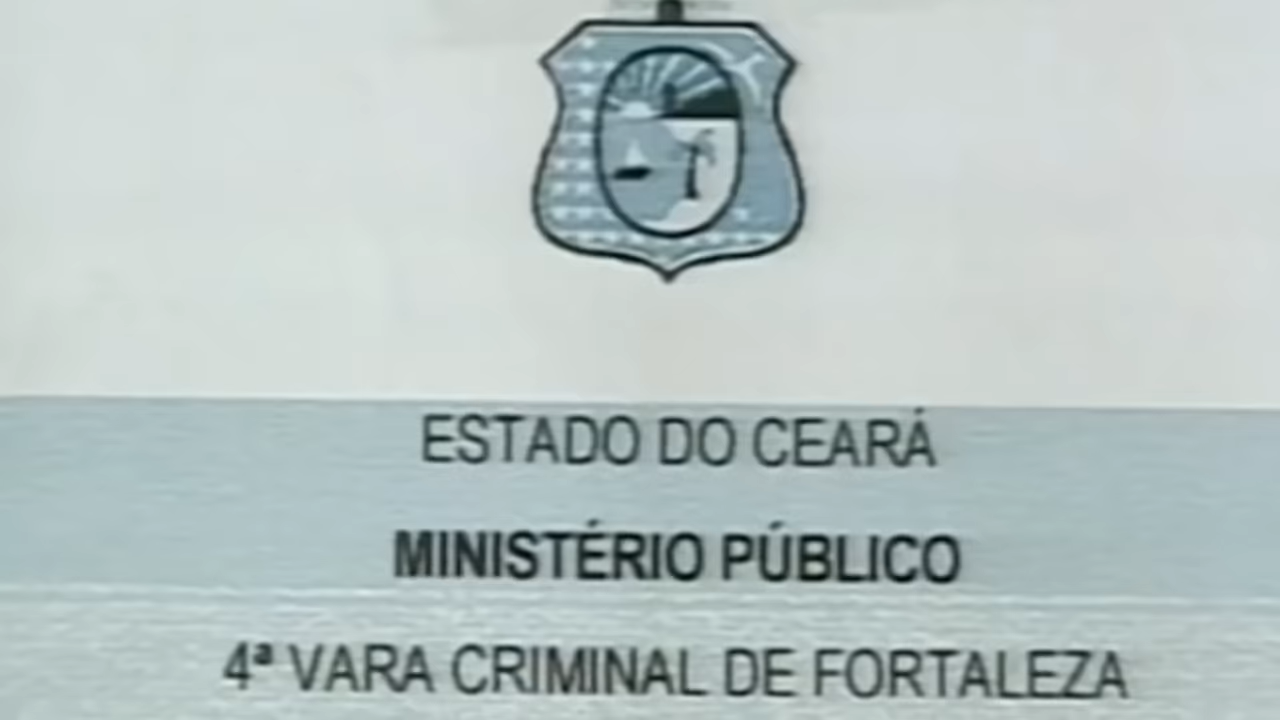 ESTADO DO CEARÁ
MINISTÉRIO PÚBLICO
4ª VARA CRIMINAL DE FORTALEZA